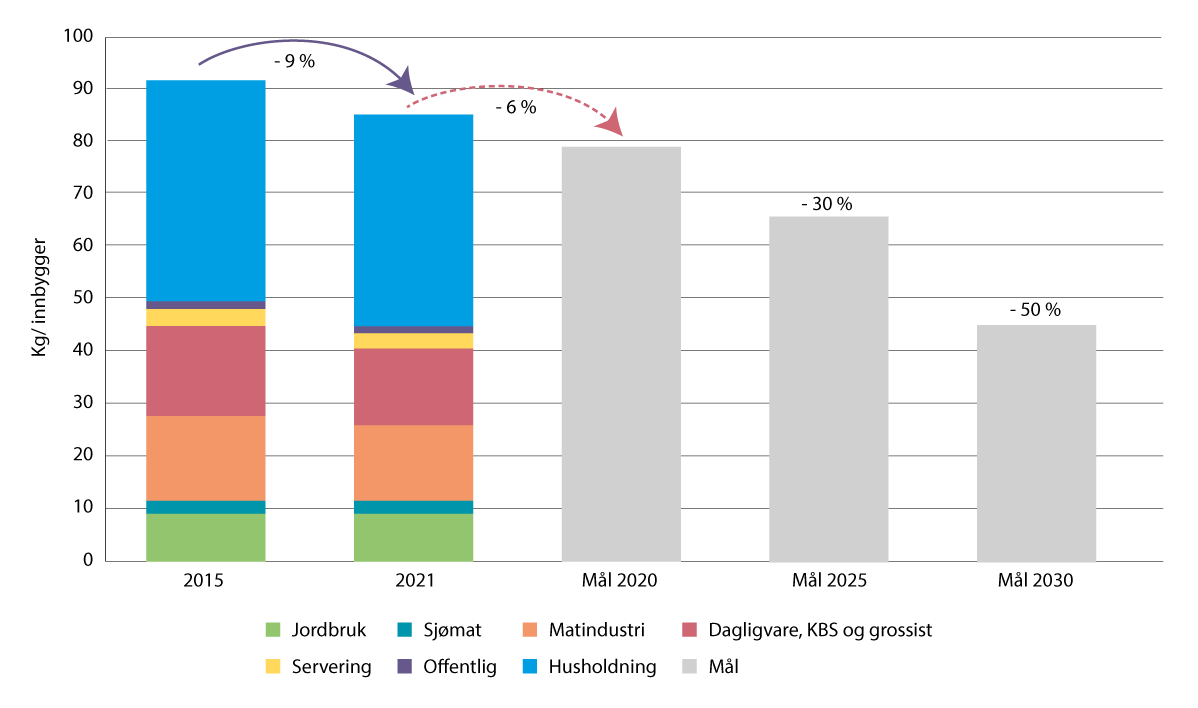 100
- 9 %
90
- 6 %
80
70
- 30 %
60
Kg/ innbygger
50
- 50 %
40
30
20
10
0
2015 2021 Mål 2020 Mål 2025 Mål 2030
Jordbruk Sjømat Matindustri Dagligvare, KBS og grossist
Servering Offentlig Husholdning Mål